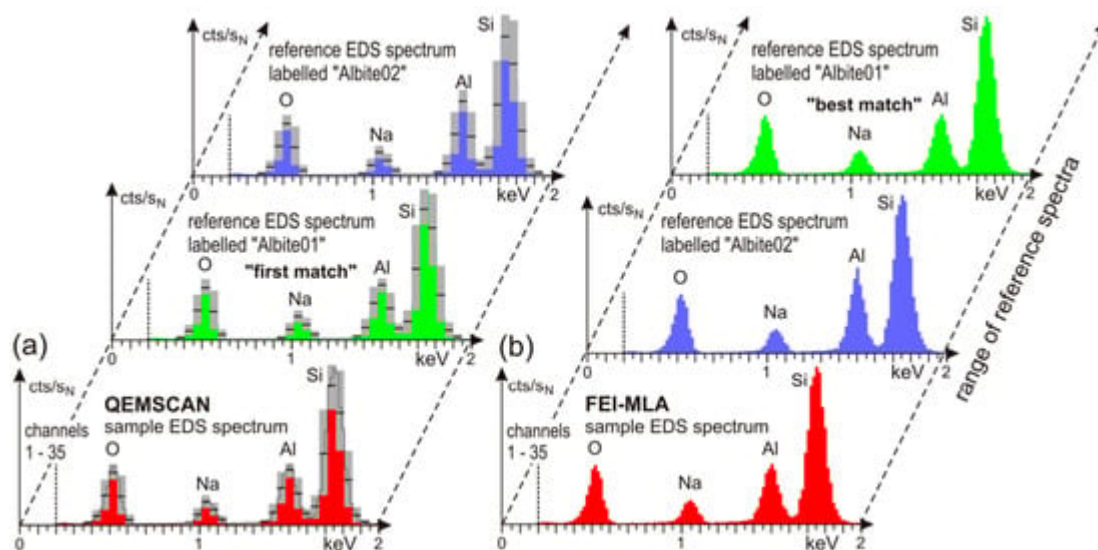 cts/s_N
reference EDS spectrum
labelled "Albite02"
O
Na
Al
Si
0
1
keV
2
cts/s_N
reference EDS spectrum
labelled "Albite01"
"first match"
O
Na
Al
Si
0
1
keV
2
(a)
cts/s_N
QEMSCAN
sample EDS spectrum
channels
1 - 35
O
Na
Al
Si
0
1
keV
2
cts/s_N
reference EDS spectrum
labelled "Albite01"
"best match"
O
Na
Al
Si
0
1
keV
2
cts/s_N
reference EDS spectrum
labelled "Albite02"
O
Na
Al
Si
0
1
keV
2
(b)
cts/s_N
FEI-MLA
sample EDS spectrum
channels
1 - 35
O
Na
Al
Si
0
1
keV
2
range of reference spectra